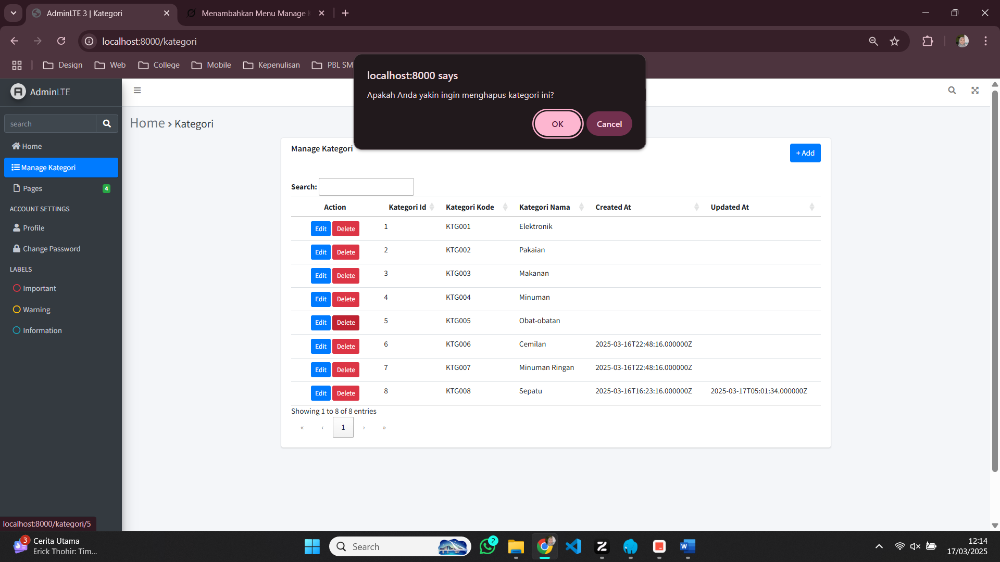 AdminLTE 3 | Kategori
Menambahkan Menu Manage
localhost:8000/kategori
Design Web College Mobile Kepenulisan PBL SM
localhost:8000 says
Apakah Anda yakin ingin menghapus kategori ini?
OK Cancel
AdminLTE
search
Home
Manage Kategori
Pages 4
ACCOUNT SETTINGS
Profile
Change Password
LABELS
Important
Warning
Information
Home › Kategori
Manage Kategori
+ Add
Search:
Action Kategori Id Kategori Kode Kategori Nama Created At Updated At
Edit Delete 1 KTG001 Elektronik
Edit Delete 2 KTG002 Pakaian
Edit Delete 3 KTG003 Makanan
Edit Delete 4 KTG004 Minuman
Edit Delete 5 KTG005 Obat-obatan
Edit Delete 6 KTG006 Cemilan 2025-03-16T22:48:16.000000Z
Edit Delete 7 KTG007 Minuman Ringan 2025-03-16T22:48:16.000000Z
Edit Delete 8 KTG008 Sepatu 2025-03-16T16:23:16.000000Z 2025-03-17T05:01:34.000000Z
Showing 1 to 8 of 8 entries
« ‹ 1 › »
localhost:8000/kategori/5
3
Cerita Utama
Erick Thohir: Tim...
Search
2
12:14
17/03/2025